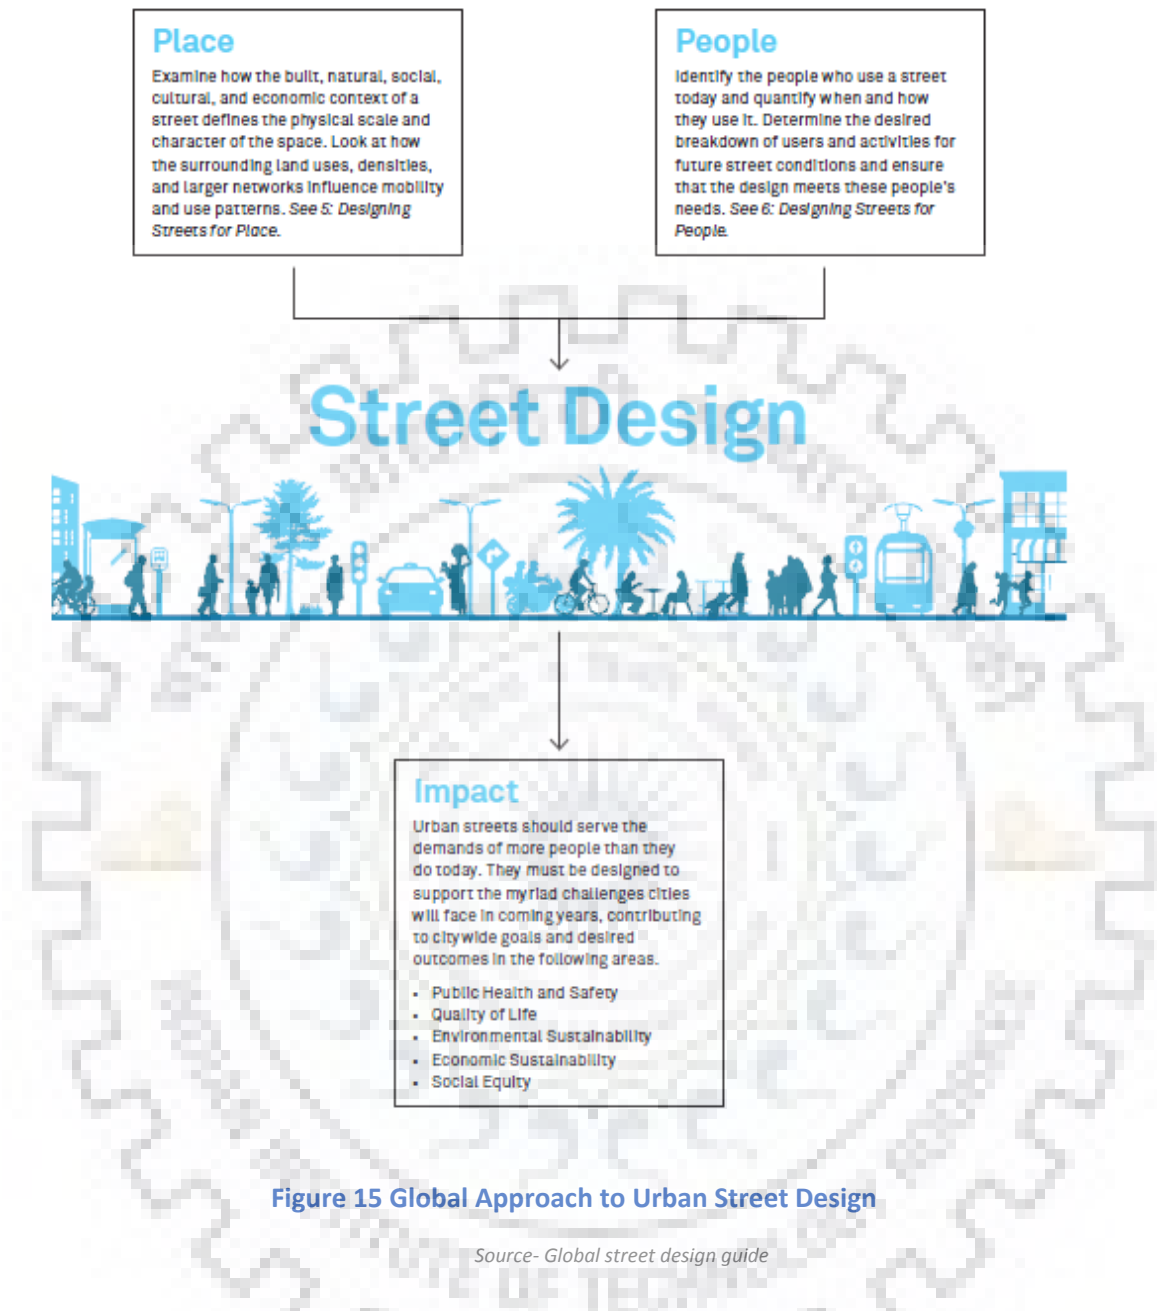 Place
Examine how the built, natural, social,
cultural, and economic context of a
street defines the physical scale and
character of the space. Look at how
the surrounding land uses, densities,
and larger networks influence mobility
and use patterns. See 5: Designing
Streets for Place.
People
Identify the people who use a street
today and quantify when and how
they use it. Determine the desired
breakdown of users and activities for
future street conditions and ensure
that the design meets these people's
needs. See 6: Designing Streets for
People.
Street Design
Impact
Urban streets should serve the
demands of more people than they
do today. They must be designed to
support the myriad challenges cities
will face in coming years, contributing
to citywide goals and desired
outcomes in the following areas.
• Public Health and Safety
• Quality of Life
• Environmental Sustainability
• Economic Sustainability
• Social Equity
Figure 15 Global Approach to Urban Street Design
Source- Global street design guide
OF TECHN